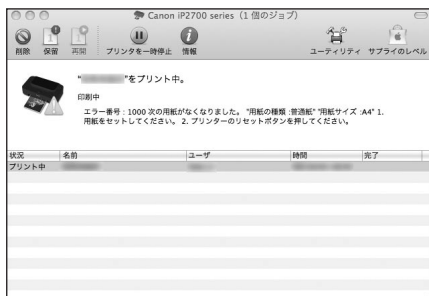 Canon iP2700 series（1 個のジョブ）
削除 保留 再開 プリンタを一時停止 情報 ユーティリティ サプライのレベル
" "をプリント中。
印刷中
エラー番号 : 1000 次の用紙がなくなりました。 "用紙の種類 :普通紙" "用紙サイズ :A4" 1.
用紙をセットしてください。 2. プリンターのリセットボタンを押してください。
状況 名前 ユーザ 時間 完了
プリント中